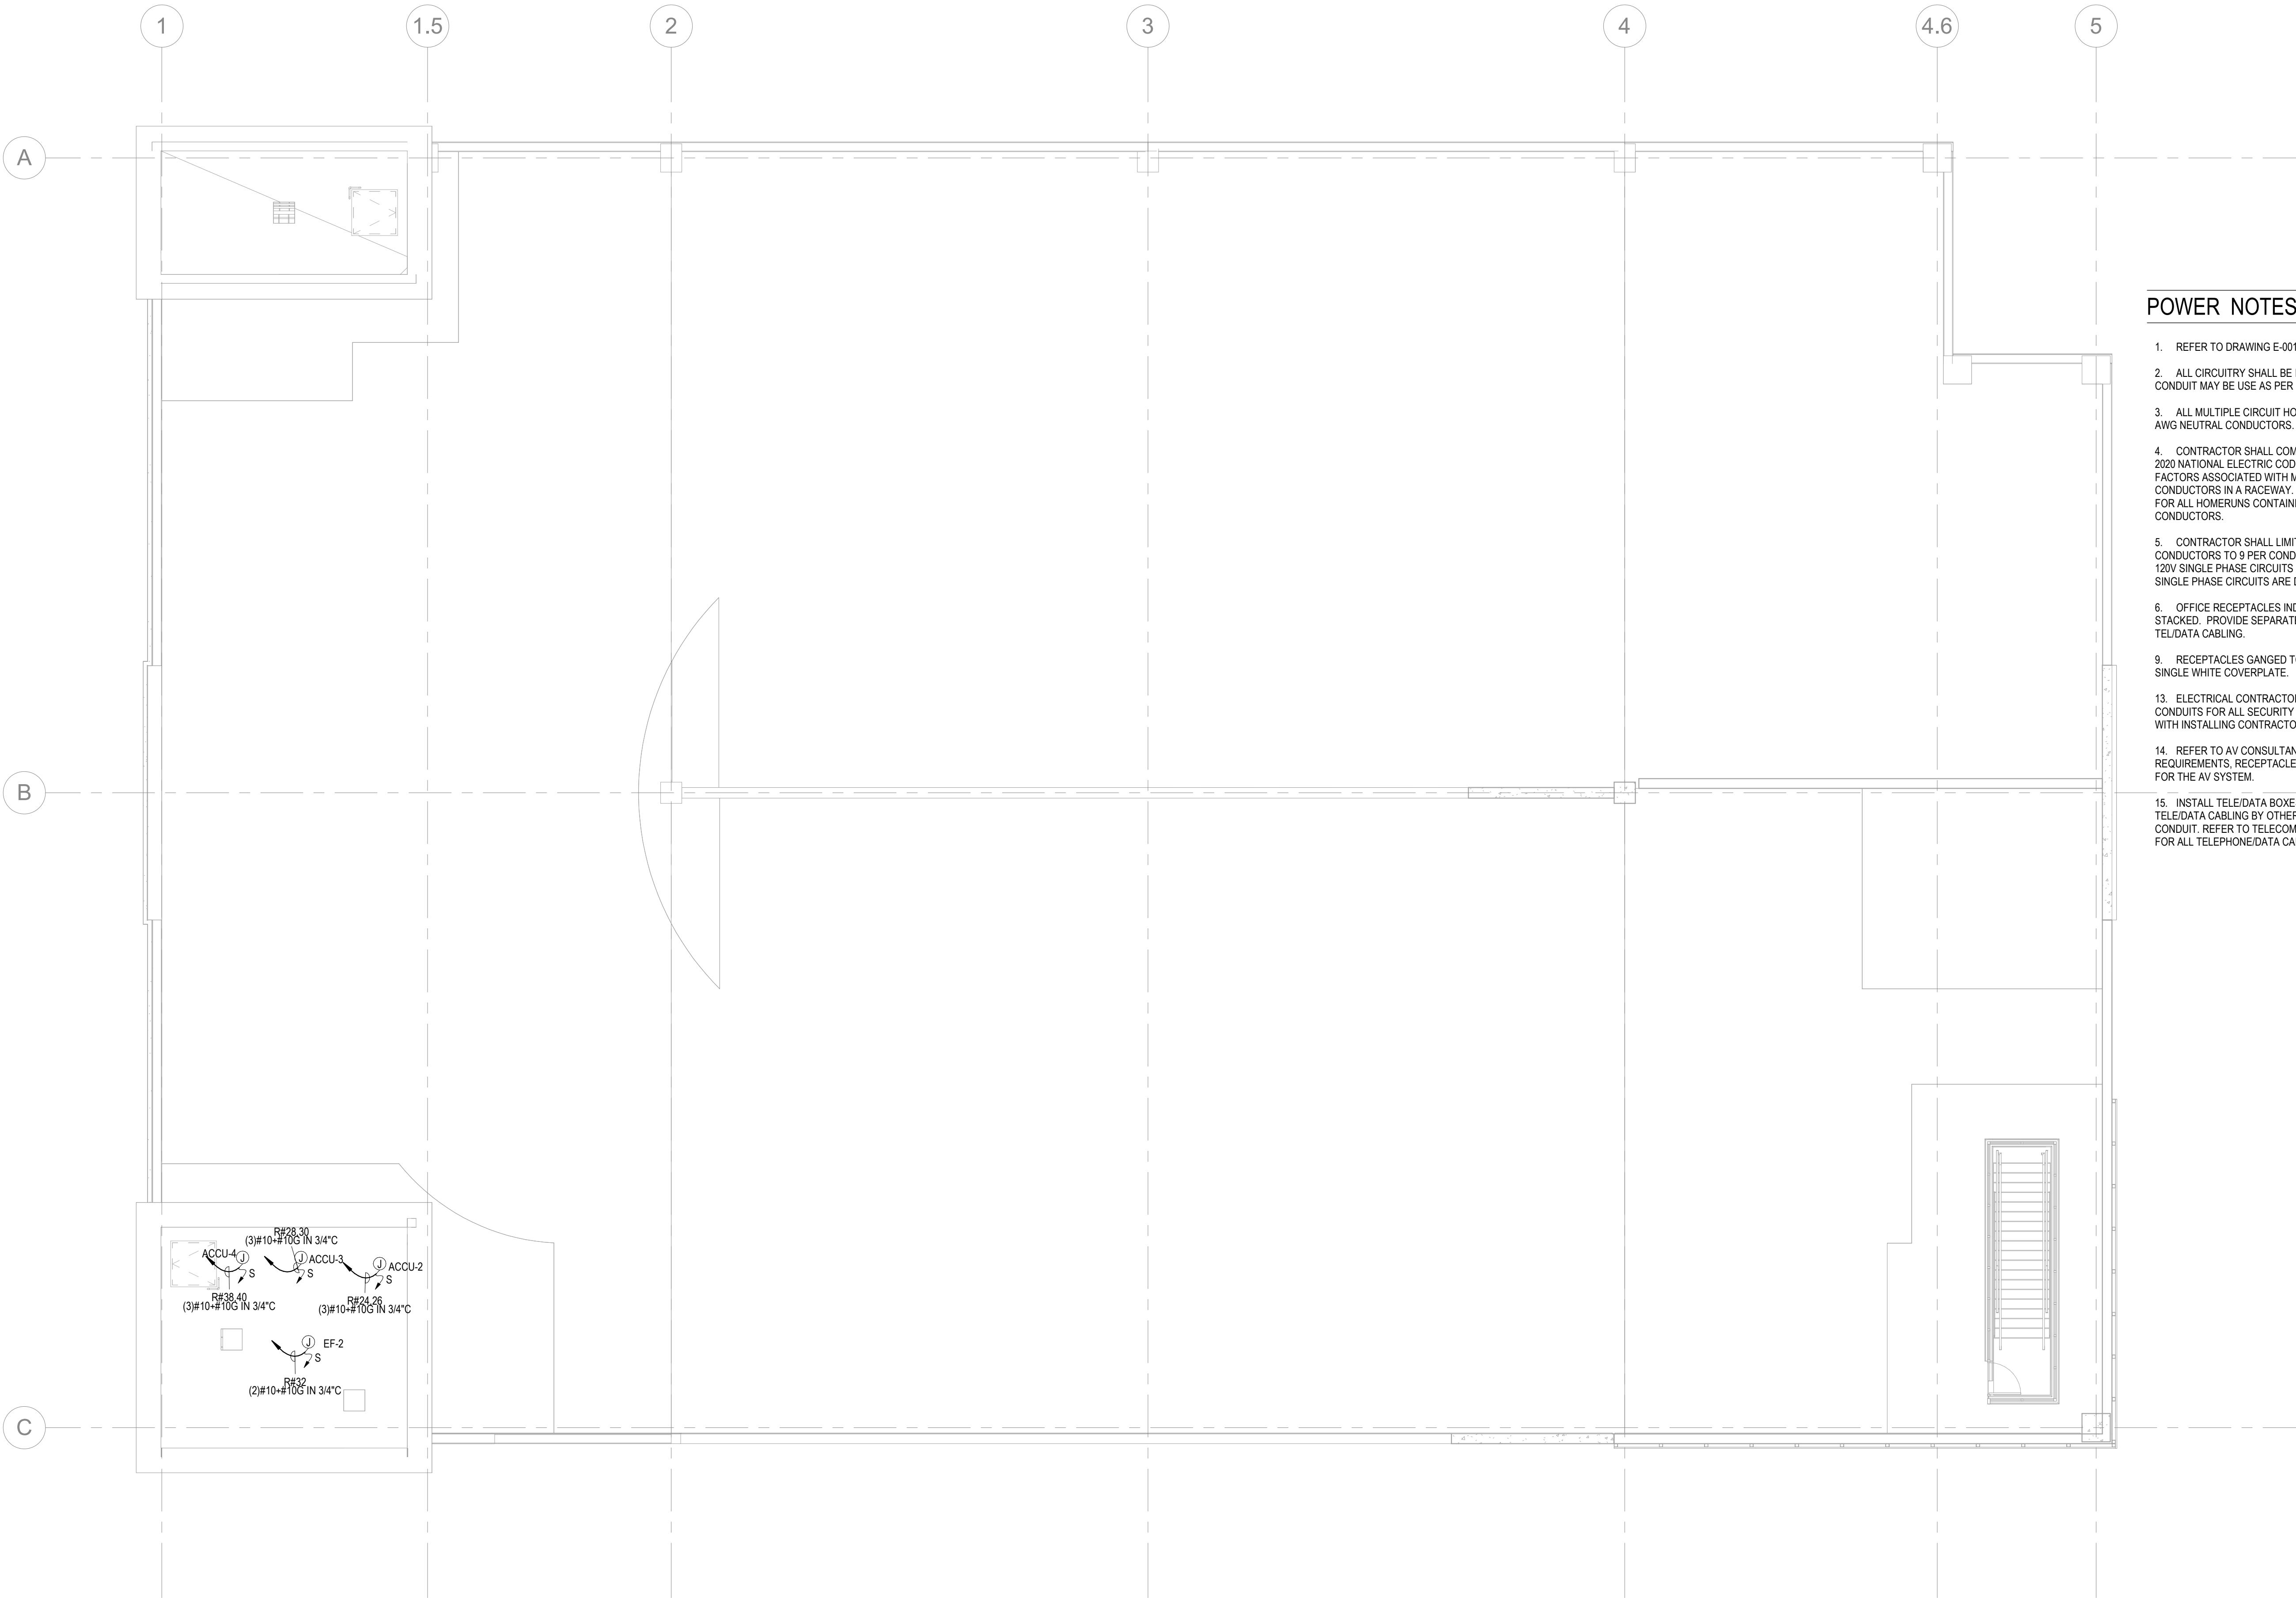 1
1.5
2
3
4
4.6
5
A
B
C
POWER NOTES
1. REFER TO DRAWING E-001
2. ALL CIRCUITRY SHALL BE
CONDUIT MAY BE USE AS PER
3. ALL MULTIPLE CIRCUIT HO
AWG NEUTRAL CONDUCTORS.
4. CONTRACTOR SHALL COM
2020 NATIONAL ELECTRIC COD
FACTORS ASSOCIATED WITH M
CONDUCTORS IN A RACEWAY.
FOR ALL HOMERUNS CONTAIN
CONDUCTORS.
5. CONTRACTOR SHALL LIMI
CONDUCTORS TO 9 PER COND
120V SINGLE PHASE CIRCUITS
SINGLE PHASE CIRCUITS ARE
6. OFFICE RECEPTACLES IND
STACKED. PROVIDE SEPARAT
TEL/DATA CABLING.
9. RECEPTACLES GANGED T
SINGLE WHITE COVERPLATE.
13. ELECTRICAL CONTRACTO
CONDUITS FOR ALL SECURITY
WITH INSTALLING CONTRACTO
14. REFER TO AV CONSULTAN
REQUIREMENTS, RECEPTACLE
FOR THE AV SYSTEM.
15. INSTALL TELE/DATA BOXE
TELE/DATA CABLING BY OTHER
CONDUIT. REFER TO TELECOM
FOR ALL TELEPHONE/DATA CA
R#28,30
(3)#10+#10G IN 3/4"C
ACCU-4
J
S
R#38,40
(3)#10+#10G IN 3/4"C
J
ACCU-3
S
J
ACCU-2
S
R#24,26
(3)#10+#10G IN 3/4"C
J
EF-2
S
R#32
(2)#10+#10G IN 3/4"C